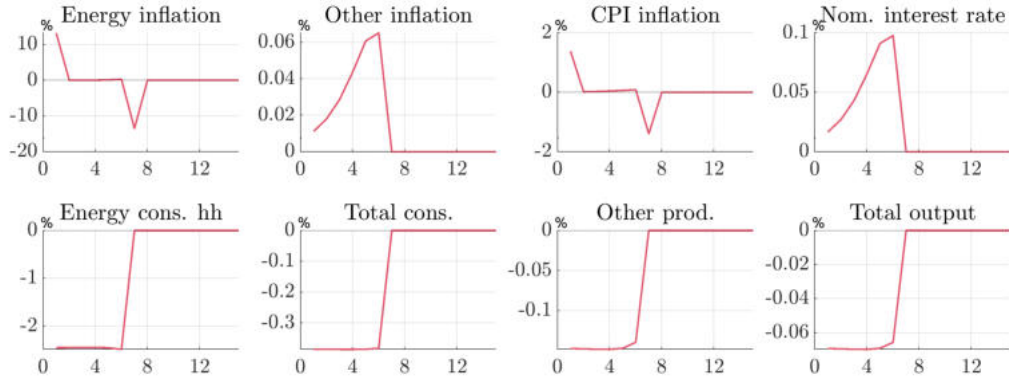 Energy inflation
%
10
0
-10
-20
0 4 8 12
Other inflation
%
0.06
0.04
0.02
0
0 4 8 12
CPI inflation
%
2
0
-2
0 4 8 12
Nom. interest rate
%
0.1
0.05
0
0 4 8 12
Energy cons. hh
%
0
-1
-2
0 4 8 12
Total cons.
%
0
-0.1
-0.2
-0.3
0 4 8 12
Other prod.
%
0
-0.05
-0.1
0 4 8 12
Total output
%
0
-0.02
-0.04
-0.06
0 4 8 12